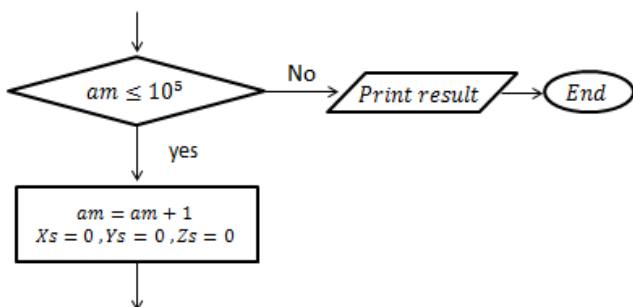 am ≤ 10⁵
No
Print result
End
yes
am = am + 1
Xs = 0 ,Ys = 0 ,Zs = 0